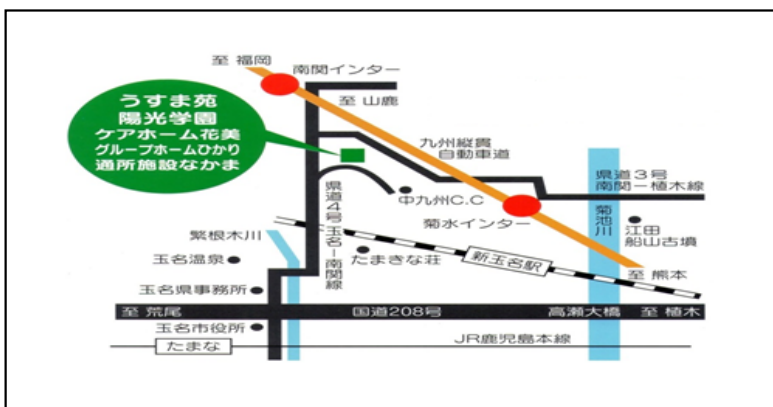 至 福岡
南関インター
至 山鹿
うすま苑
陽光学園
ケアホーム花美
グループホームひかり
通所施設なかま
九州縦貫
自動車道
県道3号
南関ー植木線
中九州C.C
菊水インター
菊池川
江田
船山古墳
県道4号 玉名ー南関線
繁根木川
玉名温泉
たまきな荘
新玉名駅
至 熊本
玉名県事務所
至 荒尾
国道208号
高瀬大橋
至 植木
玉名市役所
たまな
JR鹿児島本線